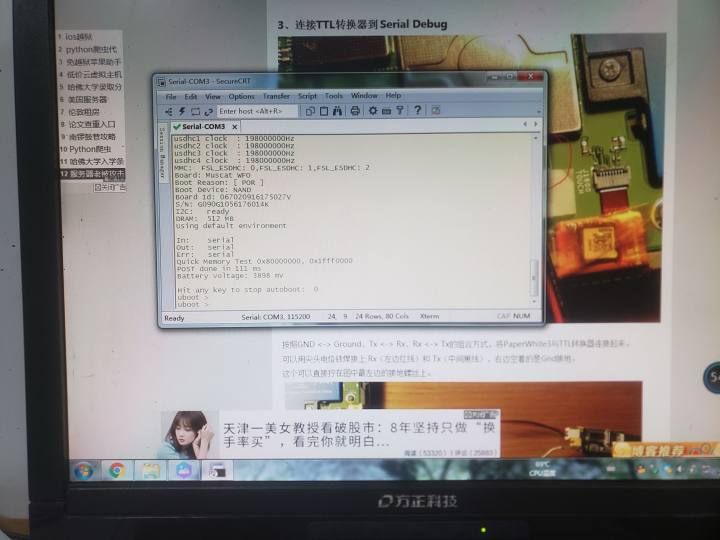 3、连接TTL转换器到 Serial Debug
1 ios越狱
2 python爬虫代
3 免越狱苹果助手
4 低价云虚拟主机
5 哈佛大学录取分
6 美国服务器
7 伦敦租房
8 论文查重入口
9 南锣鼓巷攻略
10 Python爬虫
11 哈佛大学入学条
12 服务器老被攻击
关闭广告
Serial-COM3 - SecureCRT
File Edit View Options Transfer Script Tools Window Help
Enter host <Alt+R>
Session Manager
Serial-COM3
usdhc1 clock : 198000000Hz
usdhc2 clock : 198000000Hz
usdhc3 clock : 198000000Hz
usdhc4 clock : 198000000Hz
MMC: FSL_ESDHC: 0,FSL_ESDHC: 1,FSL_ESDHC: 2
Board: Muscat WFO
Boot Reason: [ POR ]
Boot Device: NAND
Board Id: 067020916175027V
S/N: G090G1056176014K
I2C: ready
DRAM: 512 MB
Using default environment
In: serial
Out: serial
Err: serial
Quick Memory Test 0x80000000, 0x1fff0000
POST done in 111 ms
Battery voltage: 3898 mV
Hit any key to stop autoboot: 0
uboot >
uboot >
Ready Serial: COM3, 115200 24, 9 24 Rows, 80 Cols Xterm CAP NUM
按照GND <-> Ground、Tx <-> Rx、Rx <-> Tx的组合方式，将PaperWhite3与TTL转换器连接起来。
可以用尖头电烙铁焊接上 Rx（左边红线）和 Tx（中间黑线），右边空着的是Gnd接地。
这个可以直接拧在图中最左边的接地螺丝上。
天津一美女教授看破股市：8年坚持只做“换
手率买”，看完你就明白...
阅读 (53320) | 评论 (25883)
博客推荐
69℃
CPU温度
方正科技